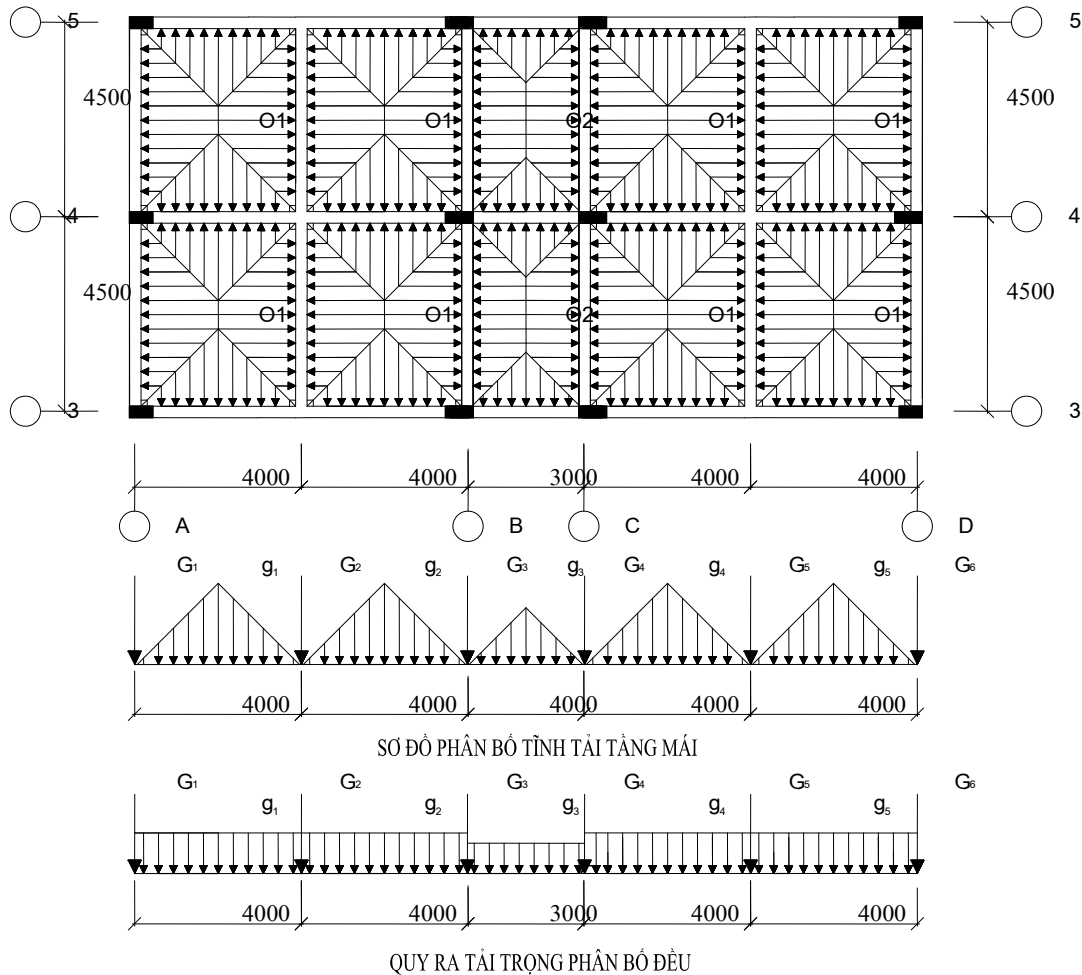 5 5
4500 4500
O1 O1 O2 O1 O1
4 4
4500 4500
O1 O1 O2 O1 O1
3 3
4000 4000 3000 4000 4000
A B C D
G₁ g₁ G₂ g₂ G₃ g₃ G₄ g₄ G₅ g₅ G₆
4000 4000 3000 4000 4000
SƠ ĐỒ PHÂN BỐ TĨNH TẢI TẦNG MÁI
G₁ G₂ G₃ G₄ G₅ G₆
g₁ g₂ g₃ g₄ g₅
4000 4000 3000 4000 4000
QUY RA TẢI TRỌNG PHÂN BỐ ĐỀU